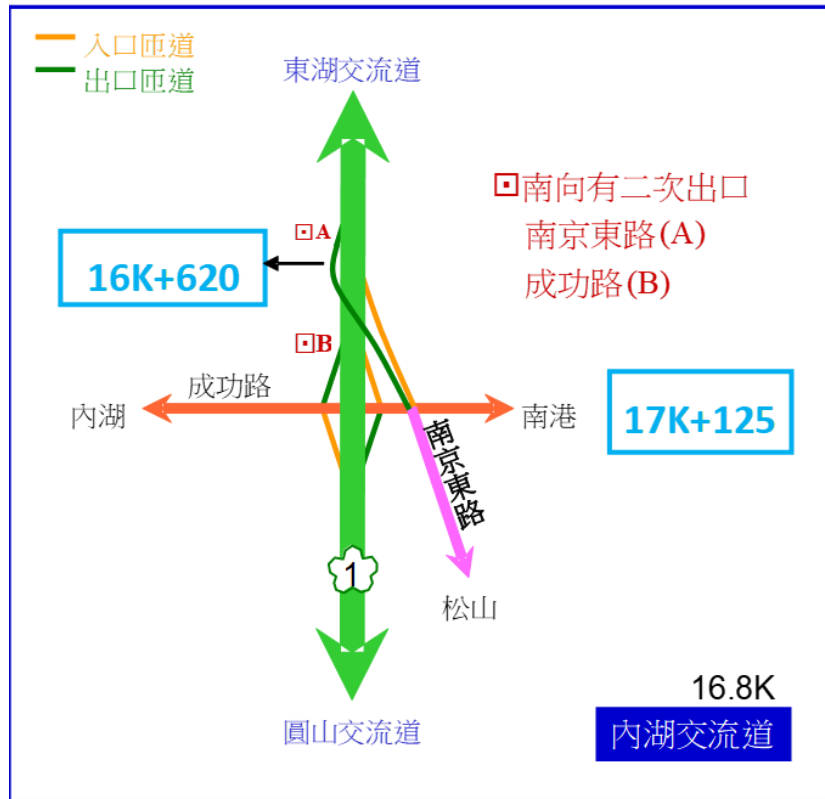 入口匝道
出口匝道
東湖交流道
⊡南向有二次出口
南京東路(A)
成功路(B)
⊡A
16K+620
⊡B
成功路
內湖
南港
17K+125
南京東路
1
松山
16.8K
圓山交流道
內湖交流道